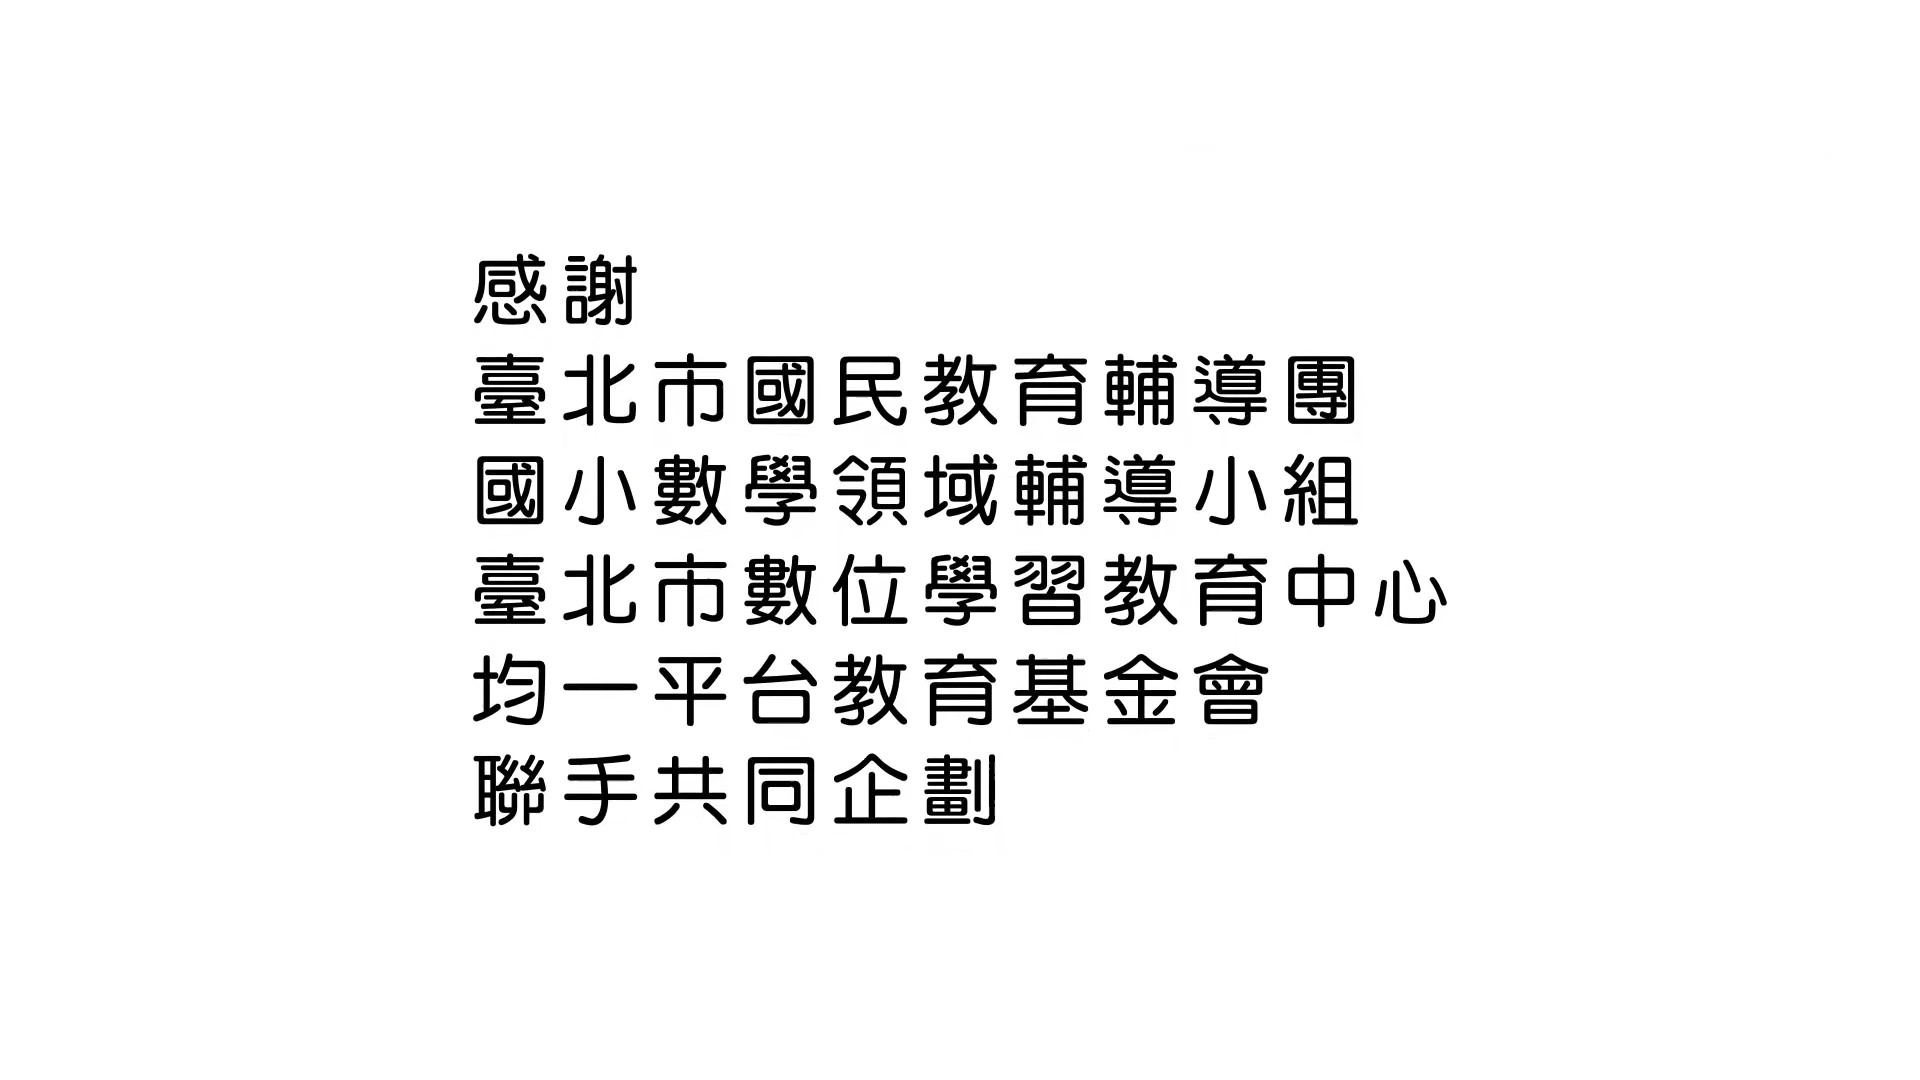 感謝
臺北市國民教育輔導團
國小數學領域輔導小組
臺北市數位學習教育中心
均一平台教育基金會
聯手共同企劃